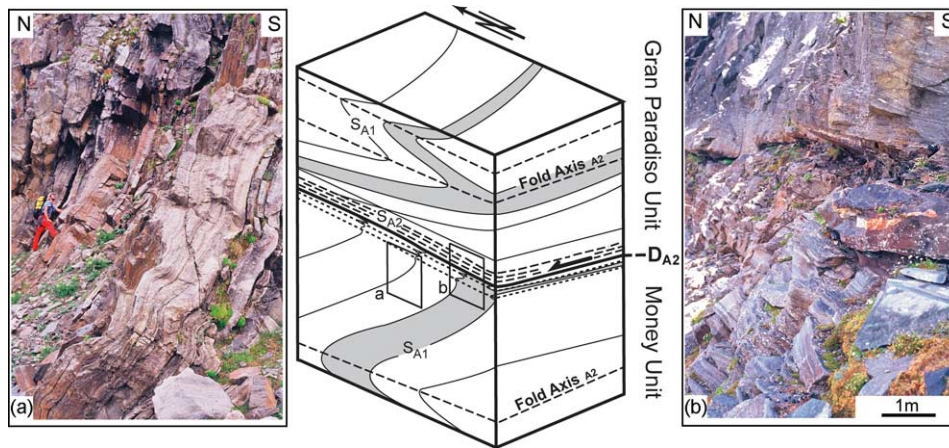 N S
(a)
S A1
Fold Axis A2
S A2
D A2
a
b
S A1
Fold Axis A2
N
Gran Paradiso Unit
Money Unit
N S
(b)
1m